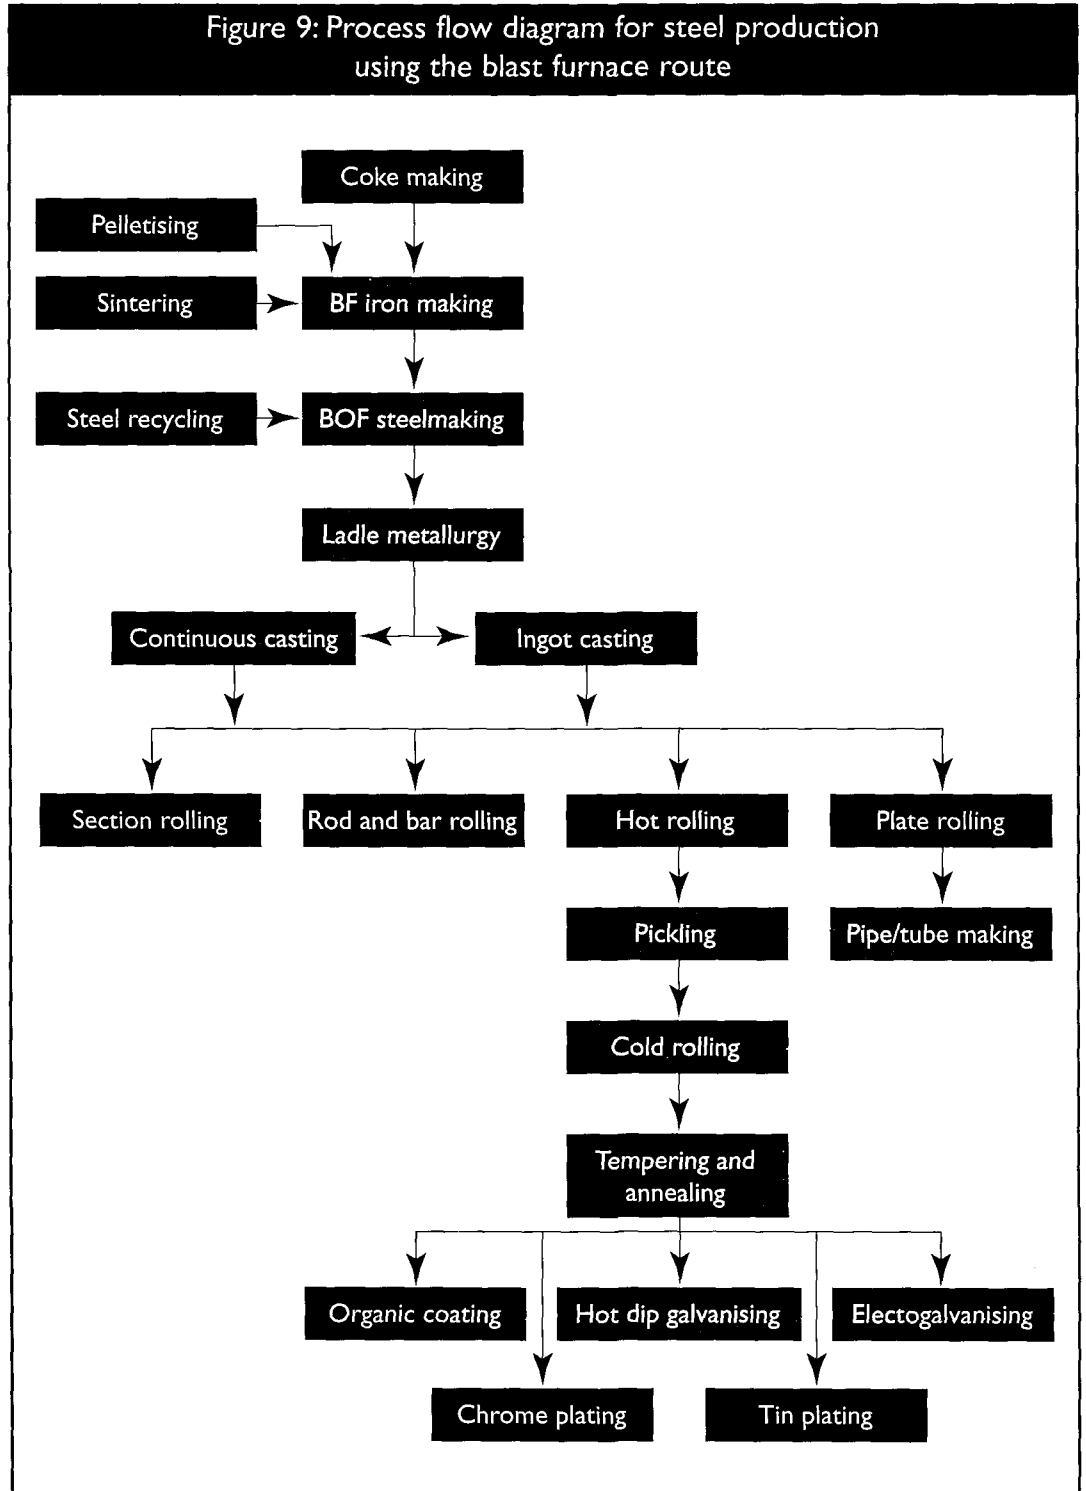 Figure 9: Process flow diagram for steel production
using the blast furnace route
Coke making
Pelletising
Sintering
BF iron making
Steel recycling
BOF steelmaking
Ladle metallurgy
Continuous casting
Ingot casting
Section rolling
Rod and bar rolling
Hot rolling
Plate rolling
Pickling
Pipe/tube making
Cold rolling
Tempering and
annealing
Organic coating
Hot dip galvanising
Electogalvanising
Chrome plating
Tin plating